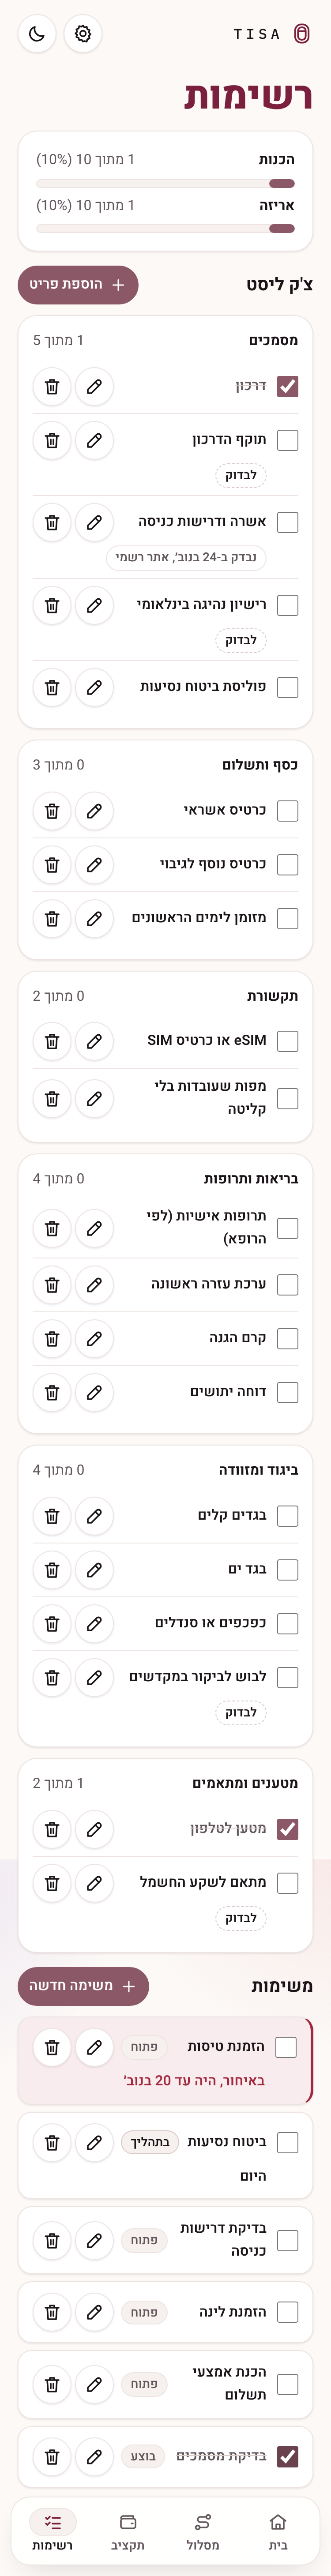 TISA
רשימות
הכנות 1 מתוך 10 (10%)
אריזה 1 מתוך 10 (10%)
צ'ק ליסט
הוספת פריט
מסמכים 1 מתוך 5
דרכון
תוקף הדרכון
לבדוק
אשרה ודרישות כניסה
נבדק ב-24 בנוב׳, אתר רשמי
רישיון נהיגה בינלאומי
לבדוק
פוליסת ביטוח נסיעות
כסף ותשלום 0 מתוך 3
כרטיס אשראי
כרטיס נוסף לגיבוי
מזומן לימים הראשונים
תקשורת 0 מתוך 2
eSIM או כרטיס SIM
מפות שעובדות בלי
קליטה
בריאות ותרופות 0 מתוך 4
תרופות אישיות (לפי
הרופא)
ערכת עזרה ראשונה
קרם הגנה
דוחה יתושים
ביגוד ומזוודה 0 מתוך 4
בגדים קלים
בגד ים
כפכפים או סנדלים
לבוש לביקור במקדשים
לבדוק
מטענים ומתאמים 1 מתוך 2
מטען לטלפון
מתאם לשקע החשמל
לבדוק
משימות
משימה חדשה
הזמנת טיסות פתוח
באיחור, היה עד 20 בנוב׳
ביטוח נסיעות בתהליך
היום
בדיקת דרישות
כניסה
פתוח
הזמנת לינה פתוח
הכנת אמצעי
תשלום
פתוח
בדיקת מסמכים בוצע
בית
מסלול
תקציב
רשימות